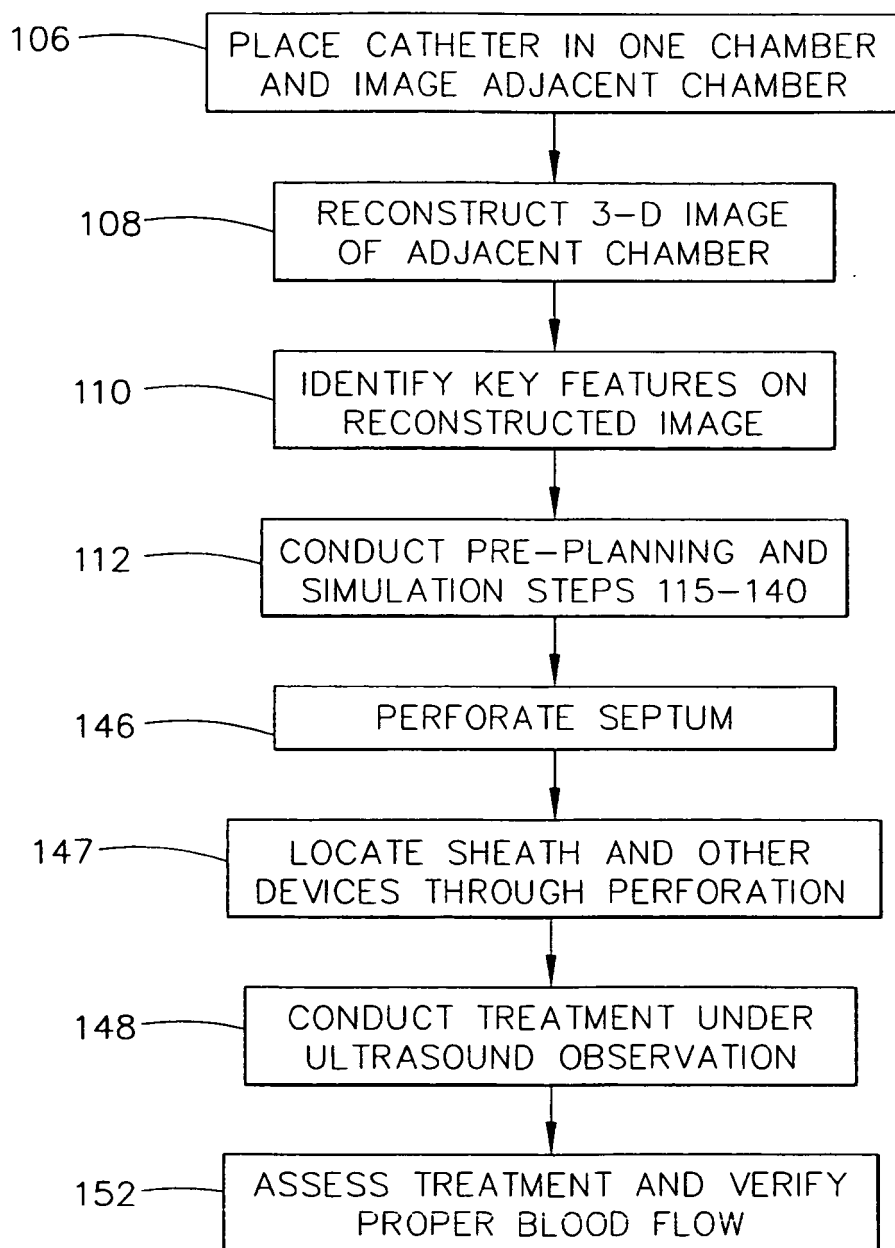 106
PLACE CATHETER IN ONE CHAMBER
AND IMAGE ADJACENT CHAMBER
108
RECONSTRUCT 3-D IMAGE
OF ADJACENT CHAMBER
110
IDENTIFY KEY FEATURES ON
RECONSTRUCTED IMAGE
112
CONDUCT PRE-PLANNING AND
SIMULATION STEPS 115-140
146
PERFORATE SEPTUM
147
LOCATE SHEATH AND OTHER
DEVICES THROUGH PERFORATION
148
CONDUCT TREATMENT UNDER
ULTRASOUND OBSERVATION
152
ASSESS TREATMENT AND VERIFY
PROPER BLOOD FLOW